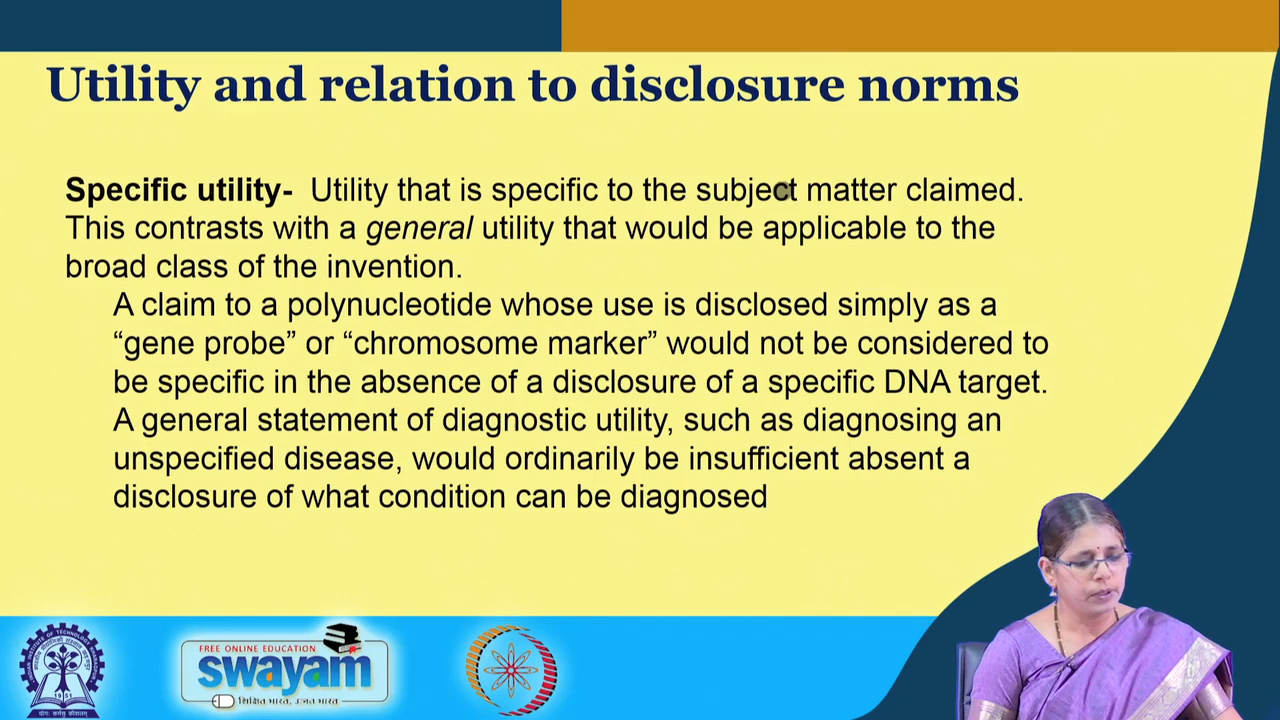 Utility and relation to disclosure norms
Specific utility- Utility that is specific to the subject matter claimed.
This contrasts with a general utility that would be applicable to the
broad class of the invention.
A claim to a polynucleotide whose use is disclosed simply as a
“gene probe” or “chromosome marker” would not be considered to
be specific in the absence of a disclosure of a specific DNA target.
A general statement of diagnostic utility, such as diagnosing an
unspecified disease, would ordinarily be insufficient absent a
disclosure of what condition can be diagnosed
FREE ONLINE EDUCATION
swayam
शिक्षित भारत, उन्नत भारत
1951
योगः कर्मसु कौशलम्